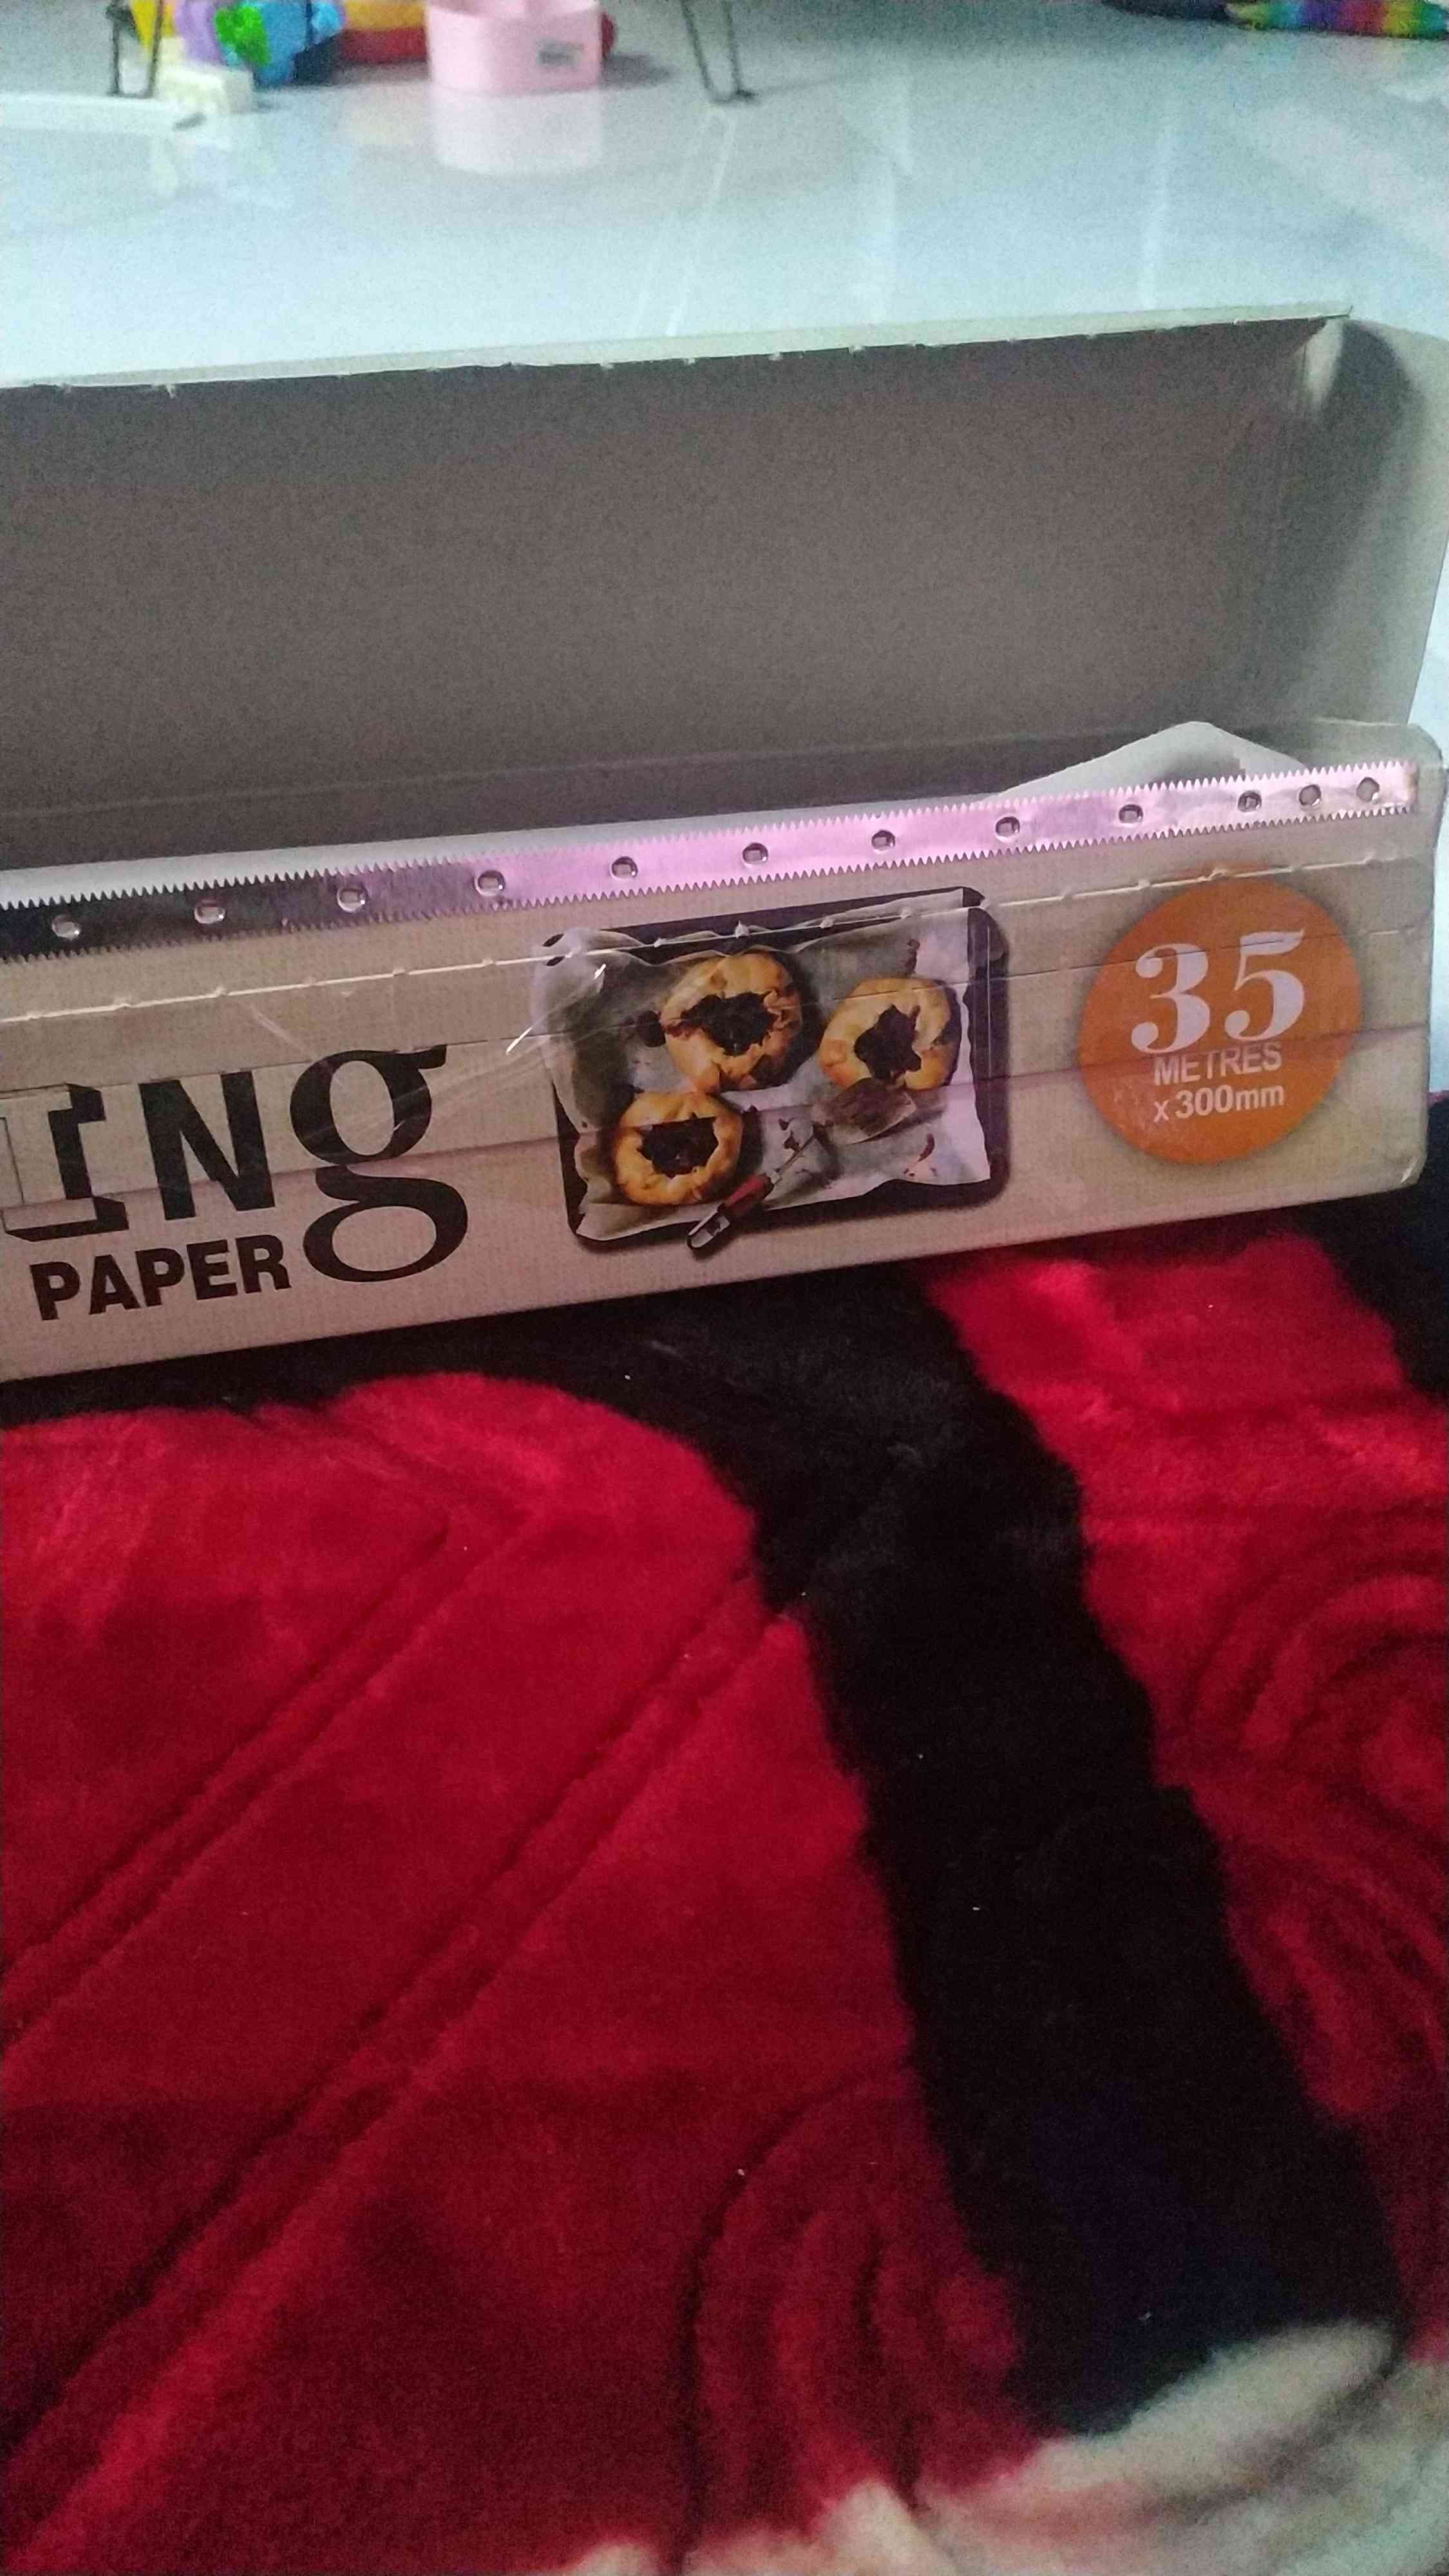 ING
PAPER
35
METRES
x 300mm